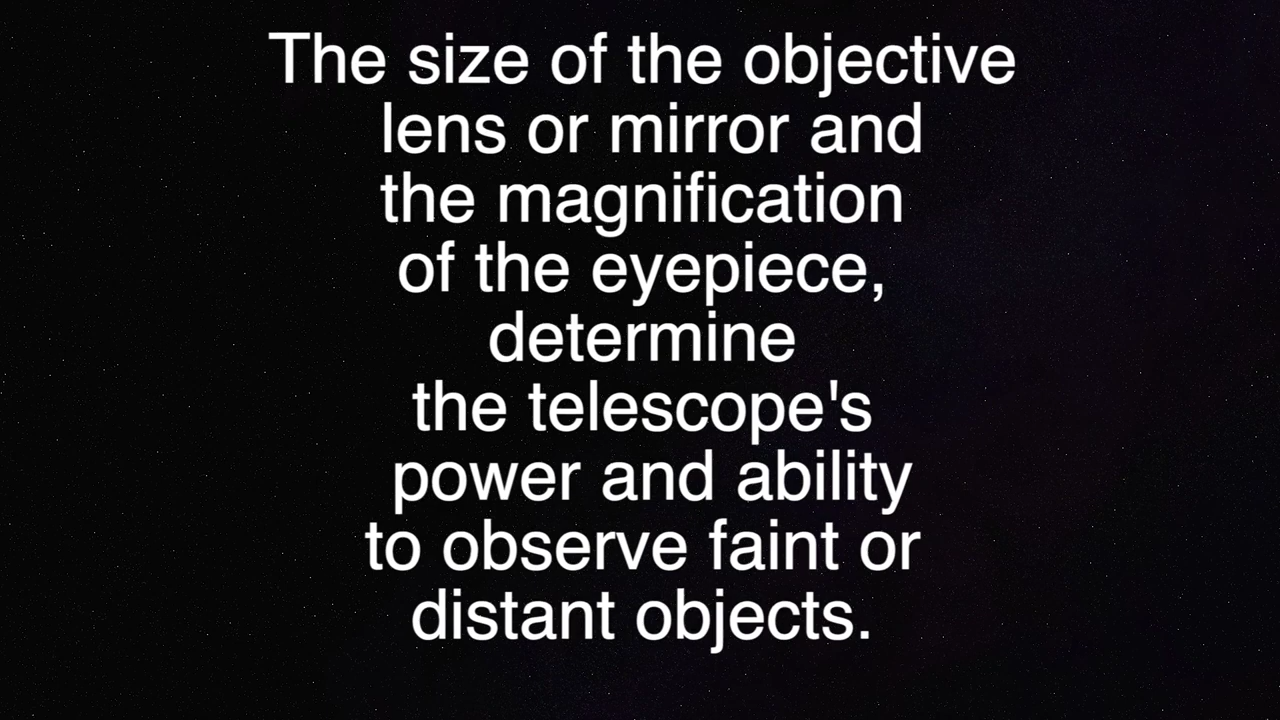 The size of the objective
lens or mirror and
the magnification
of the eyepiece,
determine
the telescope's
power and ability
to observe faint or
distant objects.